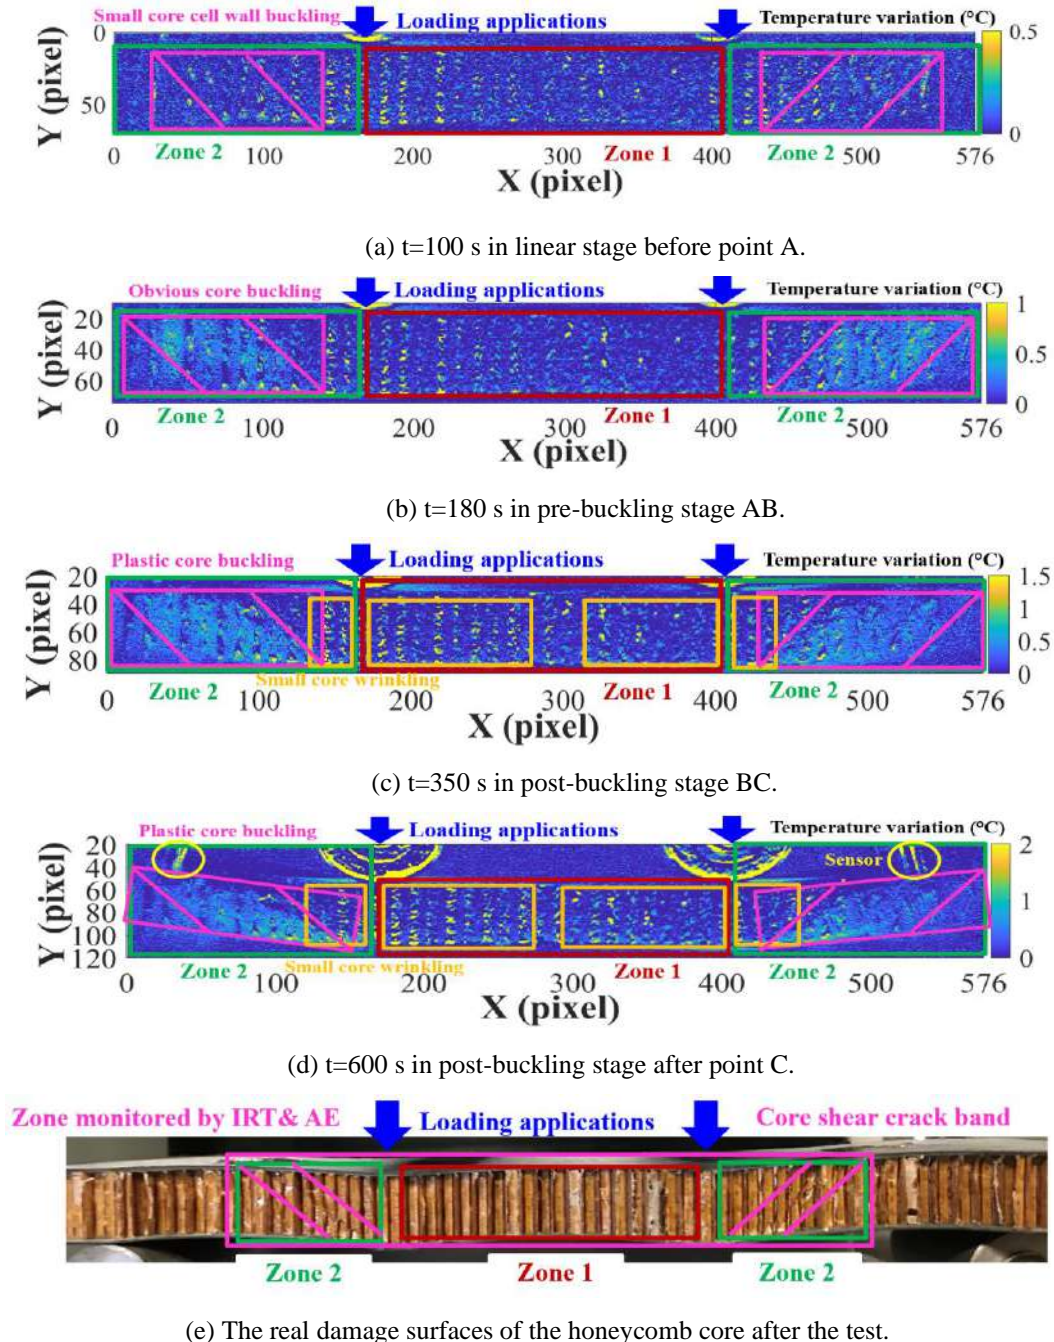 Small core cell wall buckling Loading applications Temperature variation (°C)
0 0.5
Y (pixel)
50
0
0 Zone 2 100 200 300 Zone 1 400 Zone 2 500 576
X (pixel)
(a) t=100 s in linear stage before point A.
Obvious core buckling Loading applications Temperature variation (°C)
20 1
Y (pixel)
40 0.5
60
0
Zone 2 Zone 1 Zone 2
0 100 200 300 400 500 576
X (pixel)
(b) t=180 s in pre-buckling stage AB.
Plastic core buckling Loading applications Temperature variation (°C)
20 1.5
Y (pixel)
40 1
60 0.5
80 0
Small core wrinkling
Zone 2 Zone 1 Zone 2
0 100 200 300 400 500 576
X (pixel)
(c) t=350 s in post-buckling stage BC.
Plastic core buckling Loading applications Temperature variation (°C)
20 2
Y (pixel)
40 Sensor
60
80 1
100
120 0
Zone 2 Small core wrinkling Zone 1 Zone 2
0 100 200 300 400 500 576
X (pixel)
(d) t=600 s in post-buckling stage after point C.
Zone monitored by IRT& AE Loading applications Core shear crack band
Zone 2 Zone 1 Zone 2
(e) The real damage surfaces of the honeycomb core after the test.